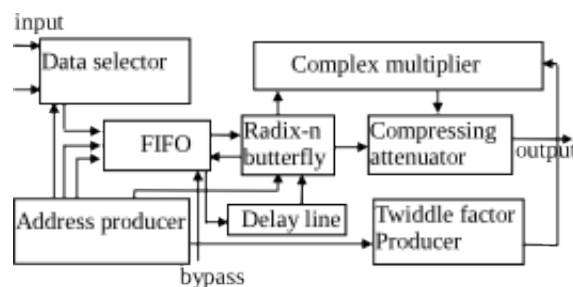 input
Data selector
Complex multiplier
FIFO
Radix-n
butterfly
Compressing
attenuator
output
Address producer
Delay line
Twiddle factor
Producer
bypass